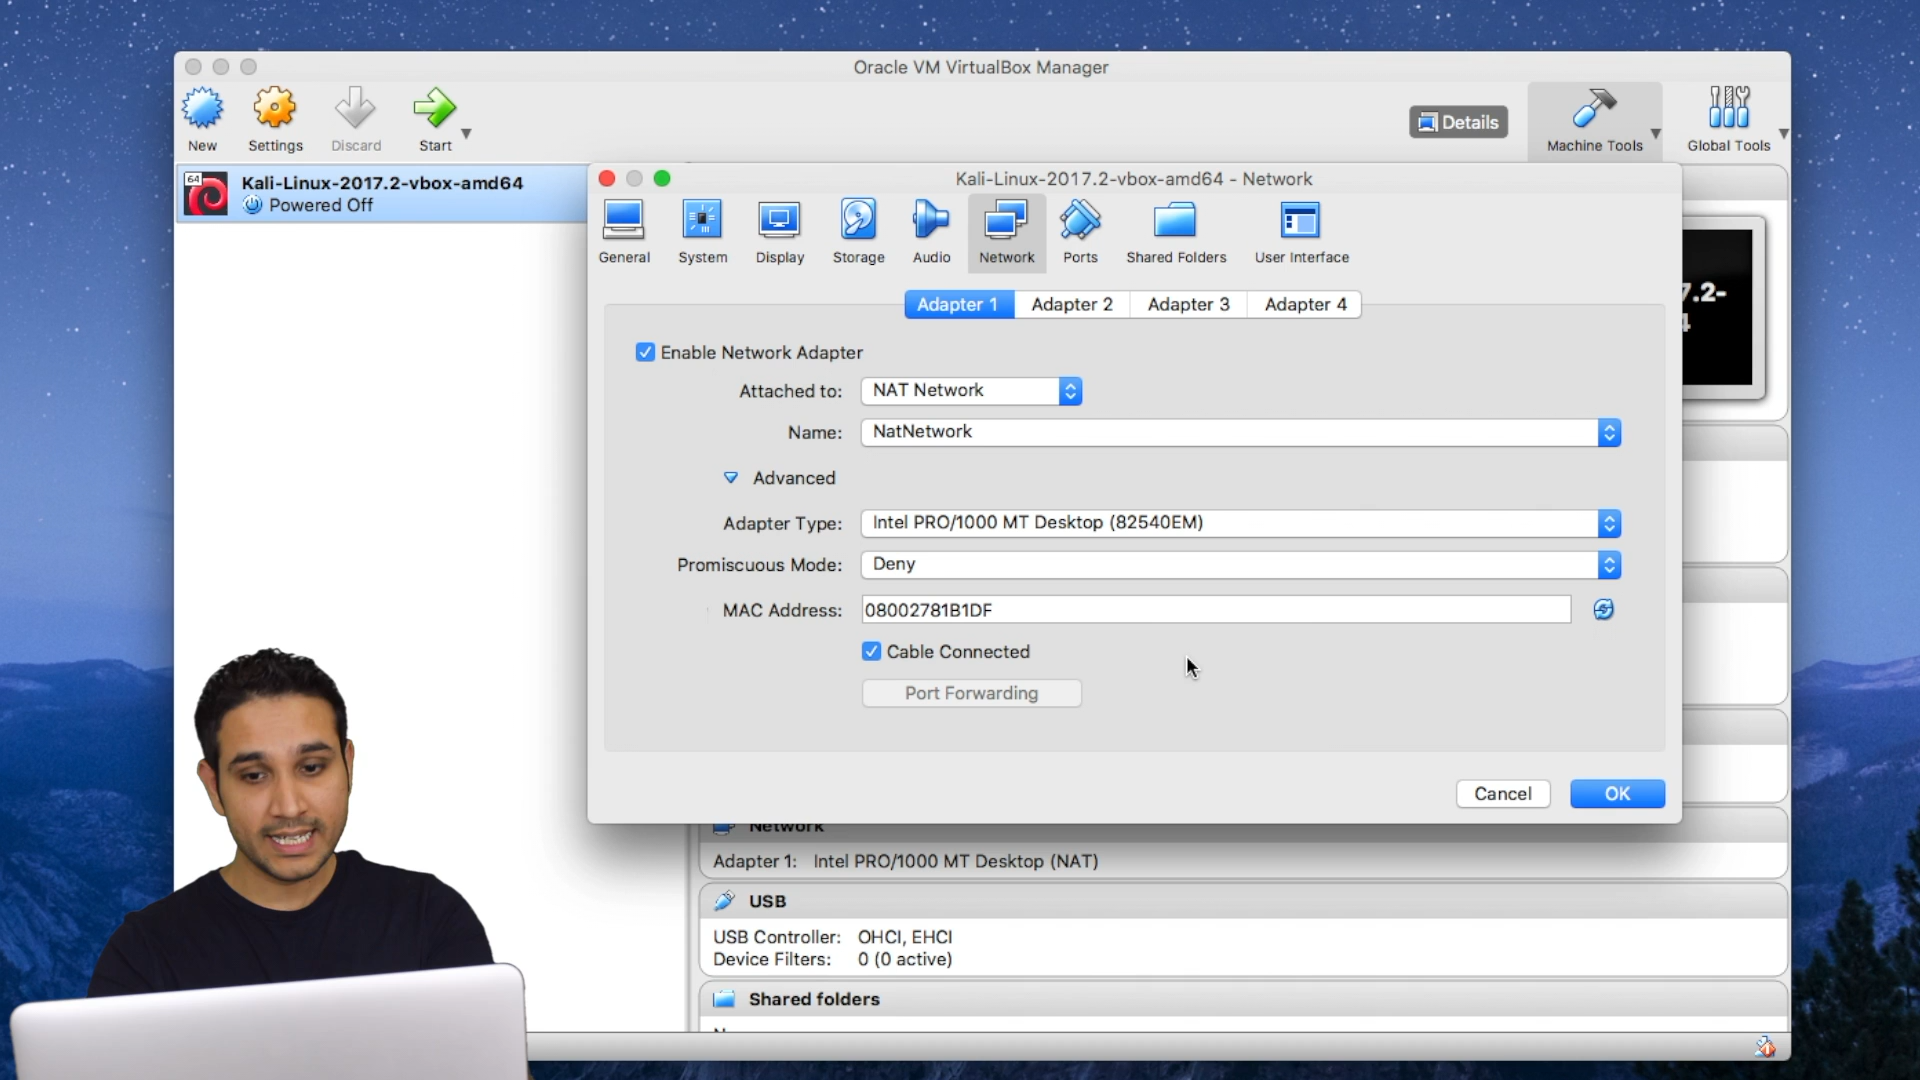 Oracle VM VirtualBox Manager
New
Settings
Discard
Start
Details
Machine Tools
Global Tools
64
Kali-Linux-2017.2-vbox-amd64
Powered Off
Kali-Linux-2017.2-vbox-amd64 - Network
General
System
Display
Storage
Audio
Network
Ports
Shared Folders
User Interface
7.2-
4
Adapter 1
Adapter 2
Adapter 3
Adapter 4
Enable Network Adapter
Attached to: NAT Network
Name: NatNetwork
Advanced
Adapter Type: Intel PRO/1000 MT Desktop (82540EM)
Promiscuous Mode: Deny
MAC Address: 08002781B1DF
Cable Connected
Port Forwarding
Cancel
OK
Network
Adapter 1: Intel PRO/1000 MT Desktop (NAT)
USB
USB Controller: OHCI, EHCI
Device Filters: 0 (0 active)
Shared folders